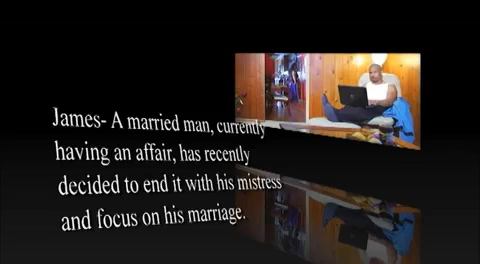 James- A married man, currently
having an affair, has recently
decided to end it with his mistress
and focus on his marriage.